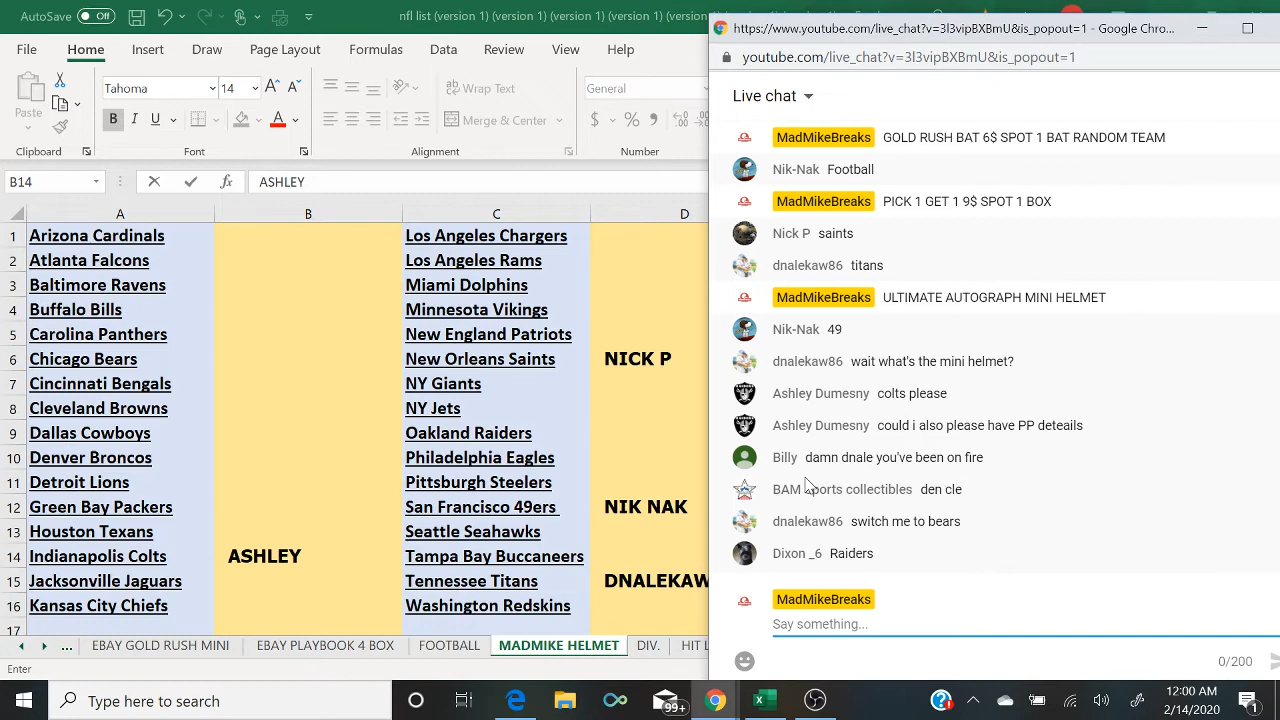 AutoSave Off nfl list (version 1) (version 1) (version 1) (version 1) (version
File Home Insert Draw Page Layout Formulas Data Review View Help
Paste Tahoma 14 A A Wrap Text General
B I U A Merge & Center $ % 9 .00
Clipboard Font Alignment Number
B14 fx ASHLEY
A B C D
1 Arizona Cardinals Los Angeles Chargers
2 Atlanta Falcons Los Angeles Rams
3 Baltimore Ravens Miami Dolphins
4 Buffalo Bills Minnesota Vikings
5 Carolina Panthers New England Patriots
6 Chicago Bears New Orleans Saints NICK P
7 Cincinnati Bengals NY Giants
8 Cleveland Browns NY Jets
9 Dallas Cowboys Oakland Raiders
10 Denver Broncos Philadelphia Eagles
11 Detroit Lions Pittsburgh Steelers
12 Green Bay Packers San Francisco 49ers NIK NAK
13 Houston Texans Seattle Seahawks
14 Indianapolis Colts ASHLEY Tampa Bay Buccaneers
15 Jacksonville Jaguars Tennessee Titans DNALEKAW
16 Kansas City Chiefs Washington Redskins
17
... EBAY GOLD RUSH MINI EBAY PLAYBOOK 4 BOX FOOTBALL MADMIKE HELMET DIV. HIT L
Enter
https://www.youtube.com/live_chat?v=3l3vipBXBmU&is_popout=1 - Google Chro...
youtube.com/live_chat?v=3l3vipBXBmU&is_popout=1
Live chat
MadMikeBreaks GOLD RUSH BAT 6$ SPOT 1 BAT RANDOM TEAM
Nik-Nak Football
MadMikeBreaks PICK 1 GET 1 9$ SPOT 1 BOX
Nick P saints
dnalekaw86 titans
MadMikeBreaks ULTIMATE AUTOGRAPH MINI HELMET
Nik-Nak 49
dnalekaw86 wait what's the mini helmet?
Ashley Dumesny colts please
Ashley Dumesny could i also please have PP deteails
Billy damn dnale you've been on fire
BAM sports collectibles den cle
dnalekaw86 switch me to bears
Dixon _6 Raiders
MadMikeBreaks
Say something...
0/200
Type here to search
99+
12:00 AM
2/14/2020
1